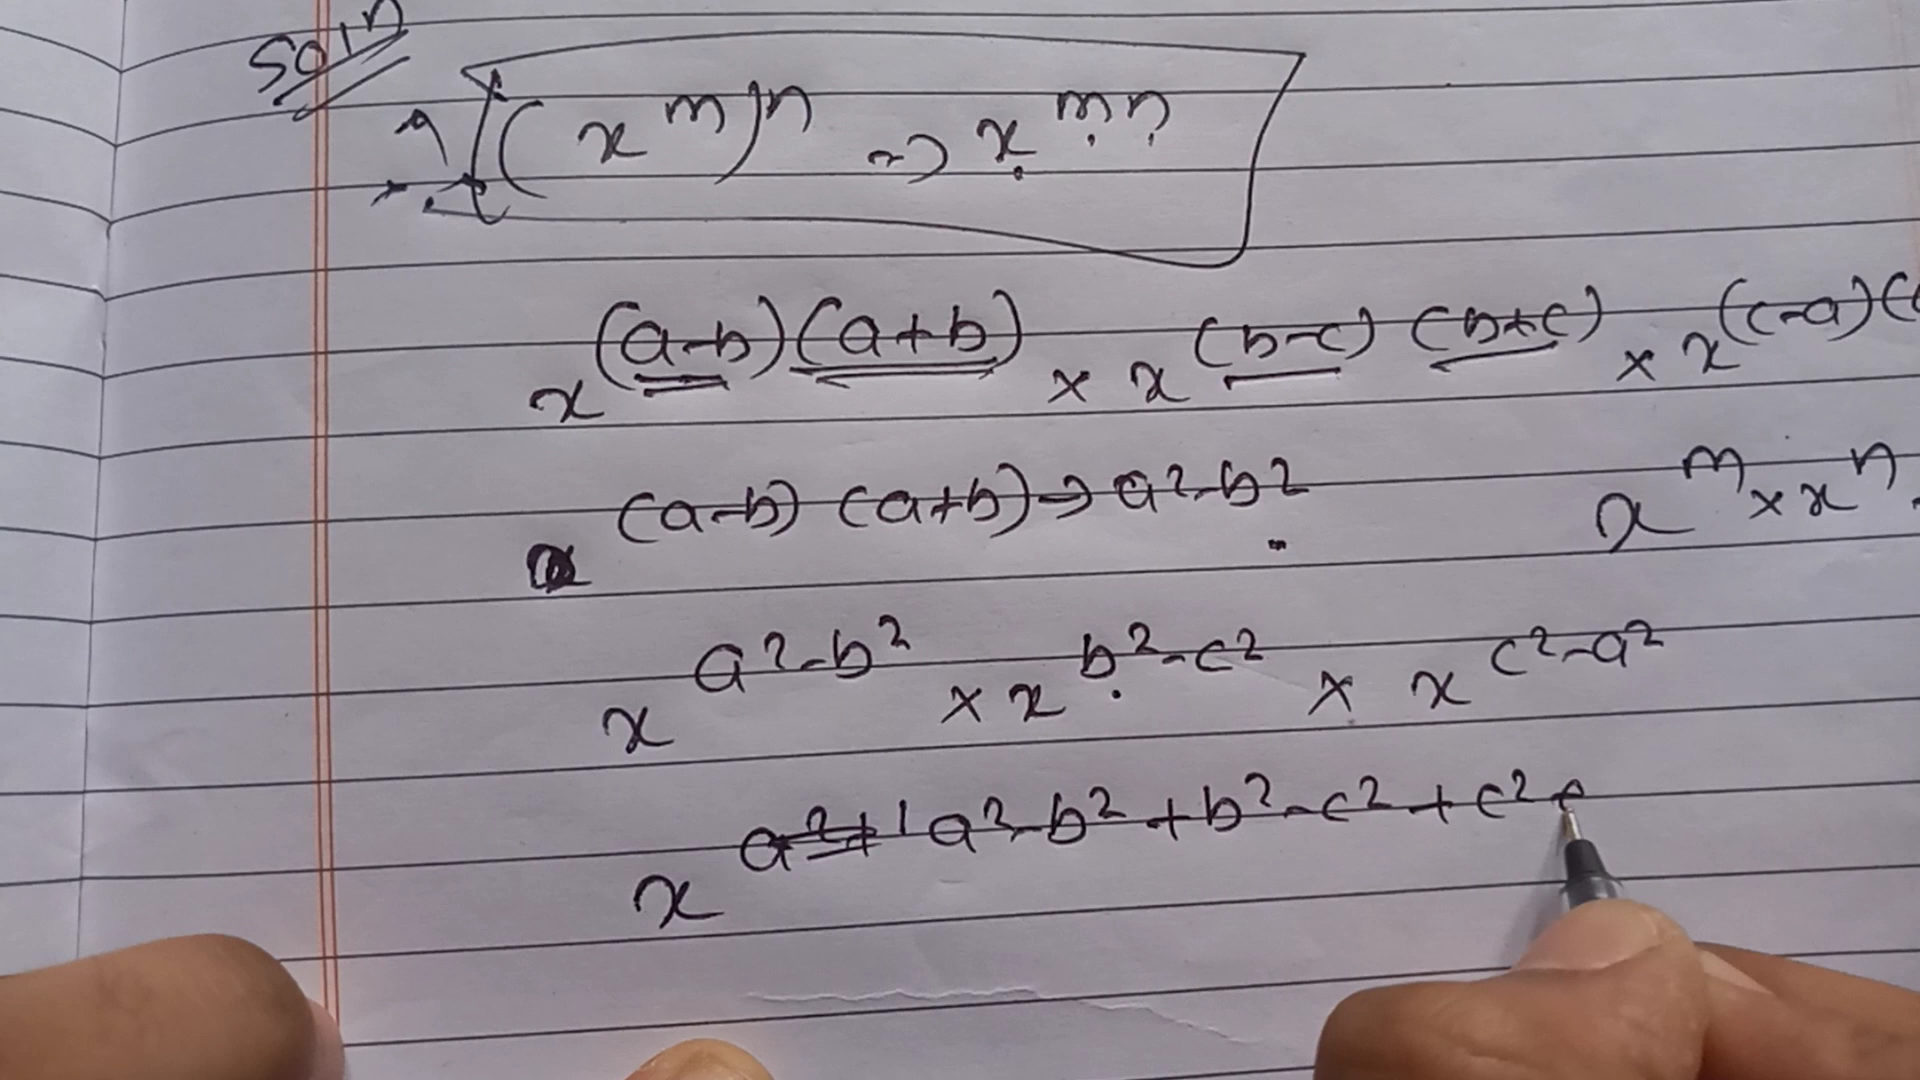 Soln
(x^m)^n → x^mn
x^(a-b)(a+b) × x^(b-c)(b+c) × x^(c-a)(
(a-b) (a+b) → a²-b²
x^m × x^n
x^a²-b² × x^b²-c² × x^c²-a²
x^a²-b²+b²-c²+c²